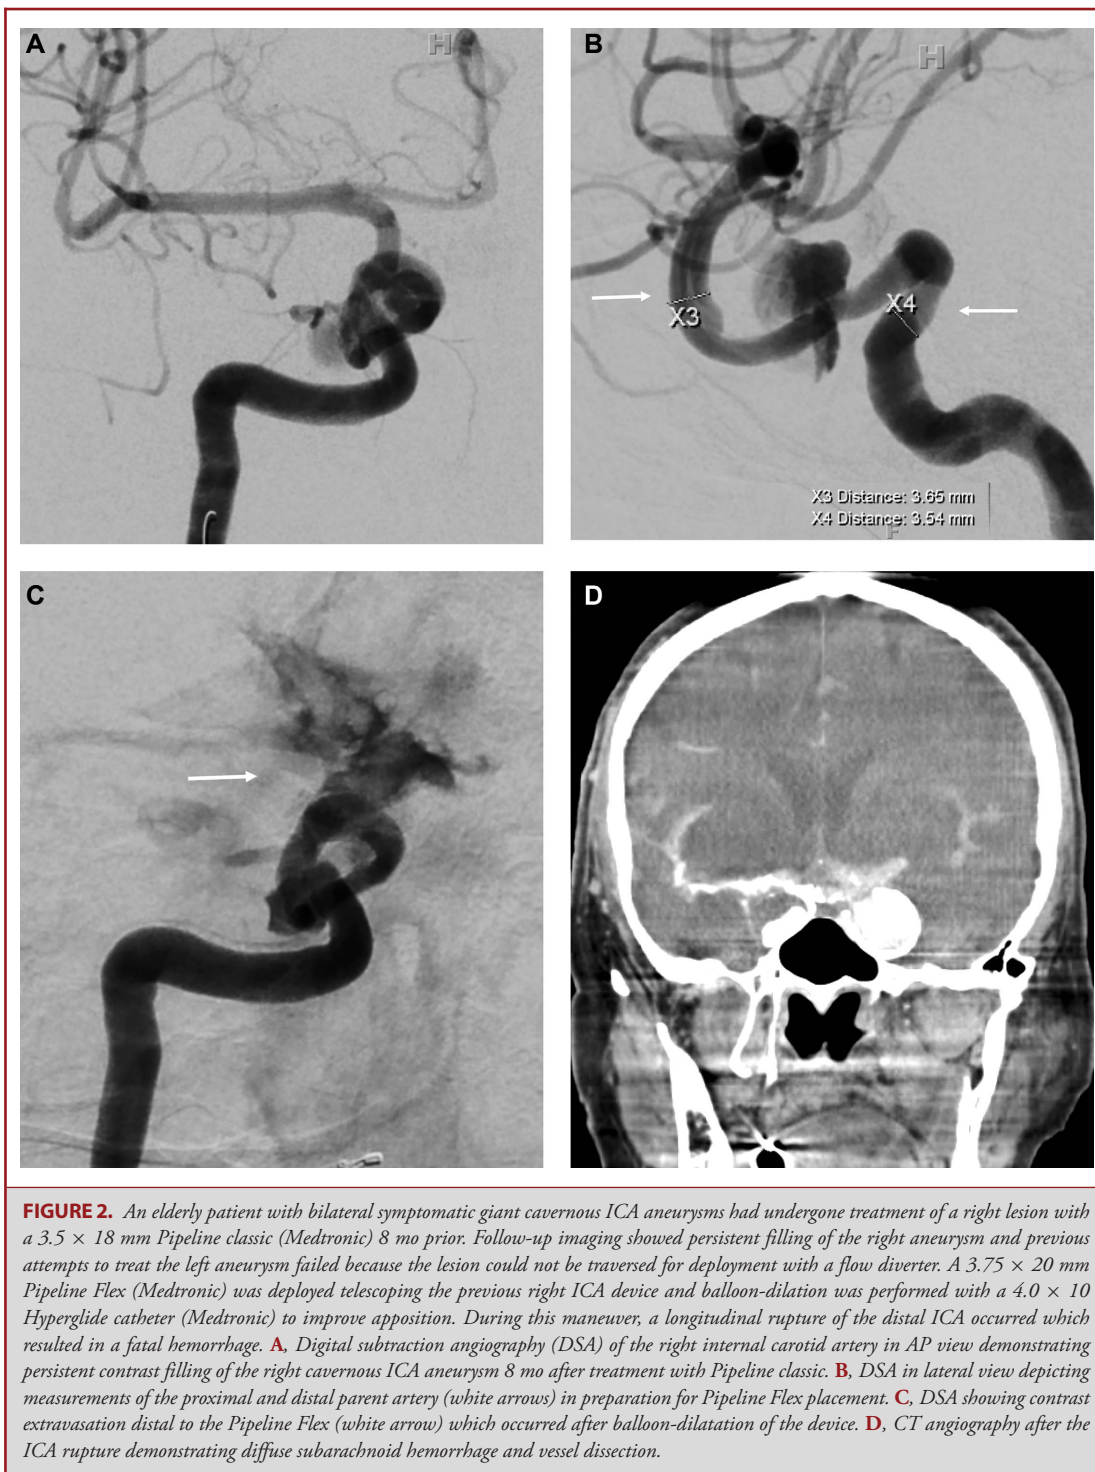 A
H
B
H
X3
X4
X3 Distance: 3.65 mm
X4 Distance: 3.54 mm
F
C
D
FIGURE 2. An elderly patient with bilateral symptomatic giant cavernous ICA aneurysms had undergone treatment of a right lesion with
a 3.5 × 18 mm Pipeline classic (Medtronic) 8 mo prior. Follow-up imaging showed persistent filling of the right aneurysm and previous
attempts to treat the left aneurysm failed because the lesion could not be traversed for deployment with a flow diverter. A 3.75 × 20 mm
Pipeline Flex (Medtronic) was deployed telescoping the previous right ICA device and balloon-dilation was performed with a 4.0 × 10
Hyperglide catheter (Medtronic) to improve apposition. During this maneuver, a longitudinal rupture of the distal ICA occurred which
resulted in a fatal hemorrhage. A, Digital subtraction angiography (DSA) of the right internal carotid artery in AP view demonstrating
persistent contrast filling of the right cavernous ICA aneurysm 8 mo after treatment with Pipeline classic. B, DSA in lateral view depicting
measurements of the proximal and distal parent artery (white arrows) in preparation for Pipeline Flex placement. C, DSA showing contrast
extravasation distal to the Pipeline Flex (white arrow) which occurred after balloon-dilatation of the device. D, CT angiography after the
ICA rupture demonstrating diffuse subarachnoid hemorrhage and vessel dissection.